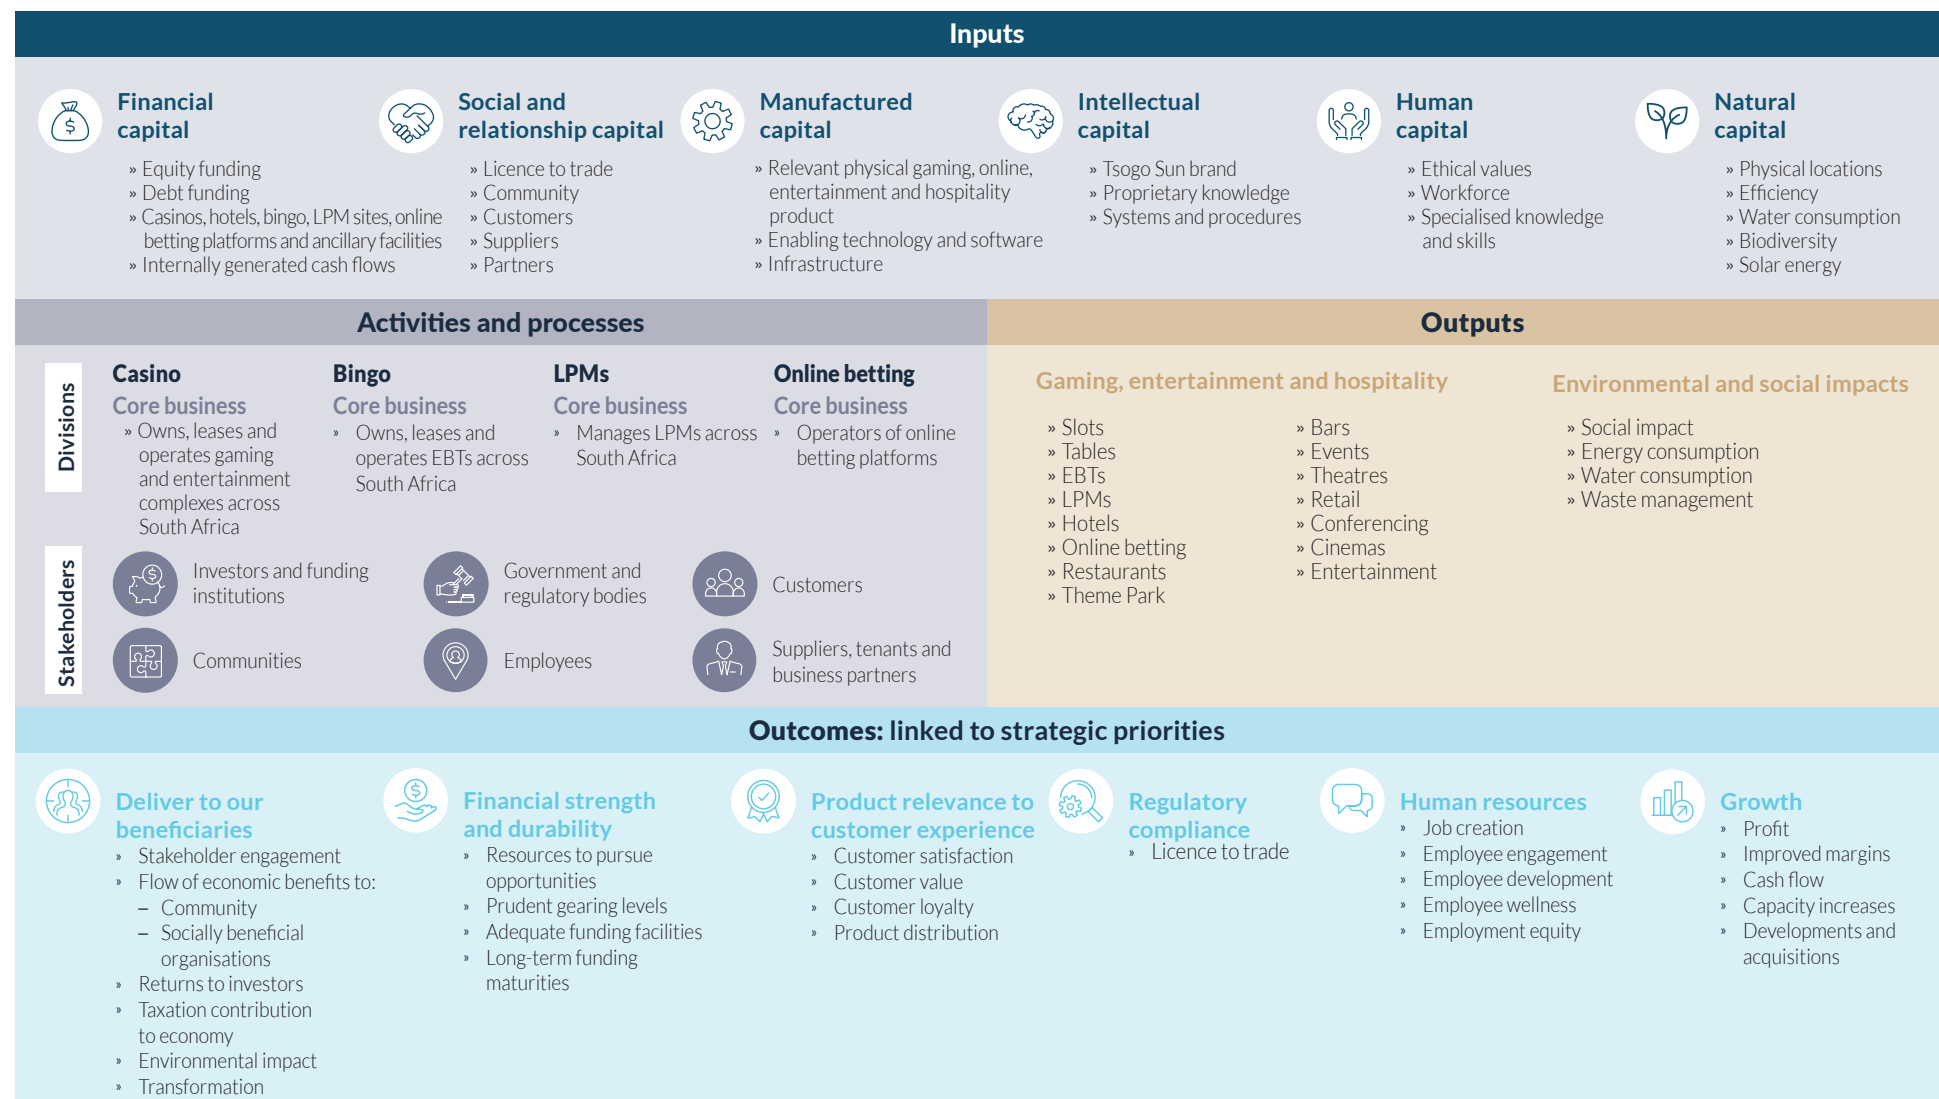 Inputs
Financial
capital
» Equity funding
» Debt funding
» Casinos, hotels, bingo, LPM sites, online
betting platforms and ancillary facilities
» Internally generated cash flows
Social and
relationship capital
» Licence to trade
» Community
» Customers
» Suppliers
» Partners
Manufactured
capital
» Relevant physical gaming, online,
entertainment and hospitality
product
» Enabling technology and software
» Infrastructure
Intellectual
capital
» Tsogo Sun brand
» Proprietary knowledge
» Systems and procedures
Human
capital
» Ethical values
» Workforce
» Specialised knowledge
and skills
Natural
capital
» Physical locations
» Efficiency
» Water consumption
» Biodiversity
» Solar energy
Activities and processes
Divisions
Casino
Core business
» Owns, leases and
operates gaming
and entertainment
complexes across
South Africa
Bingo
Core business
» Owns, leases and
operates EBTs across
South Africa
LPMs
Core business
» Manages LPMs across
South Africa
Online betting
Core business
» Operators of online
betting platforms
Stakeholders
Investors and funding
institutions
Government and
regulatory bodies
Customers
Communities
Employees
Suppliers, tenants and
business partners
Outputs
Gaming, entertainment and hospitality
» Slots
» Tables
» EBTs
» LPMs
» Hotels
» Online betting
» Restaurants
» Theme Park
» Bars
» Events
» Theatres
» Retail
» Conferencing
» Cinemas
» Entertainment
Environmental and social impacts
» Social impact
» Energy consumption
» Water consumption
» Waste management
Outcomes: linked to strategic priorities
Deliver to our
beneficiaries
» Stakeholder engagement
» Flow of economic benefits to:
– Community
– Socially beneficial
organisations
» Returns to investors
» Taxation contribution
to economy
» Environmental impact
» Transformation
Financial strength
and durability
» Resources to pursue
opportunities
» Prudent gearing levels
» Adequate funding facilities
» Long-term funding
maturities
Product relevance to
customer experience
» Customer satisfaction
» Customer value
» Customer loyalty
» Product distribution
Regulatory
compliance
» Licence to trade
Human resources
» Job creation
» Employee engagement
» Employee development
» Employee wellness
» Employment equity
Growth
» Profit
» Improved margins
» Cash flow
» Capacity increases
» Developments and
acquisitions